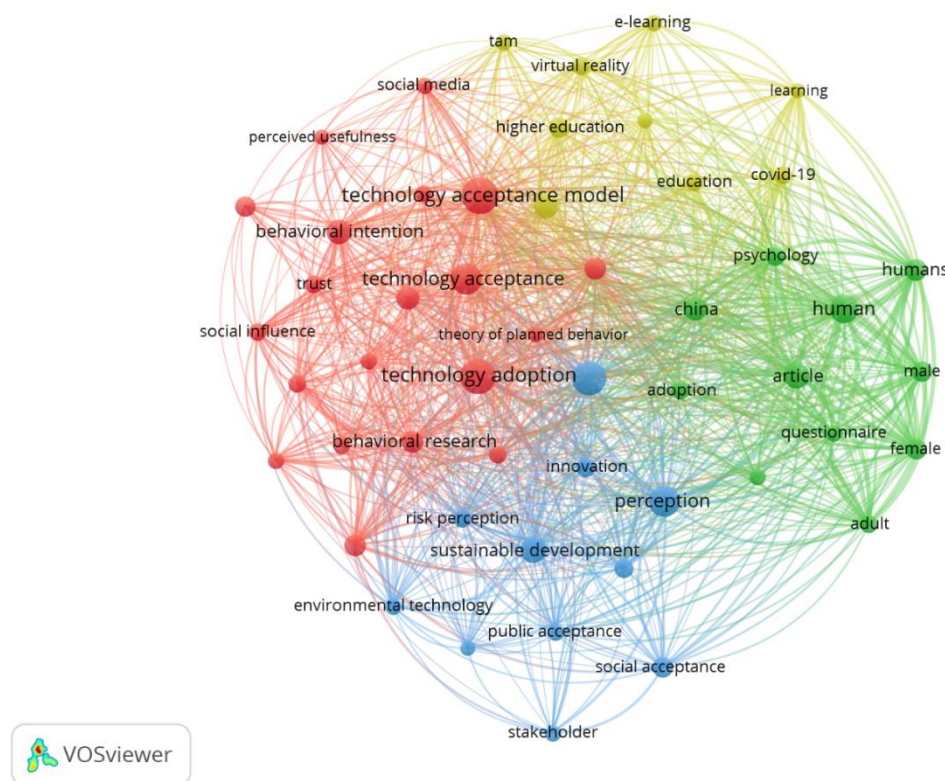 e-learning
tam
virtual reality
social media
learning
higher education
perceived usefulness
covid-19
education
technology acceptance model
behavioral intention
psychology
humans
technology acceptance
trust
human
china
social influence
theory of planned behavior
male
technology adoption
article
adoption
questionnaire
behavioral research
female
innovation
perception
risk perception
adult
sustainable development
environmental technology
public acceptance
social acceptance
stakeholder
VOSviewer